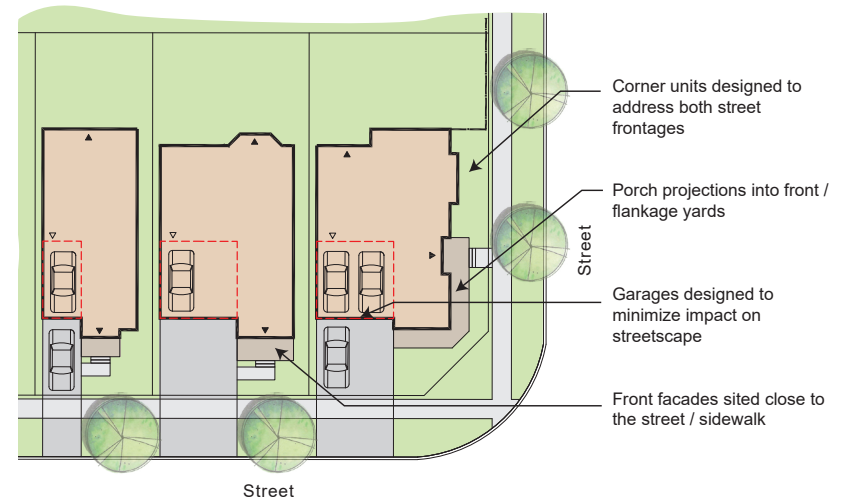 Corner units designed to
address both street
frontages
Porch projections into front /
flankage yards
Street
Garages designed to
minimize impact on
streetscape
Front facades sited close to
the street / sidewalk
Street